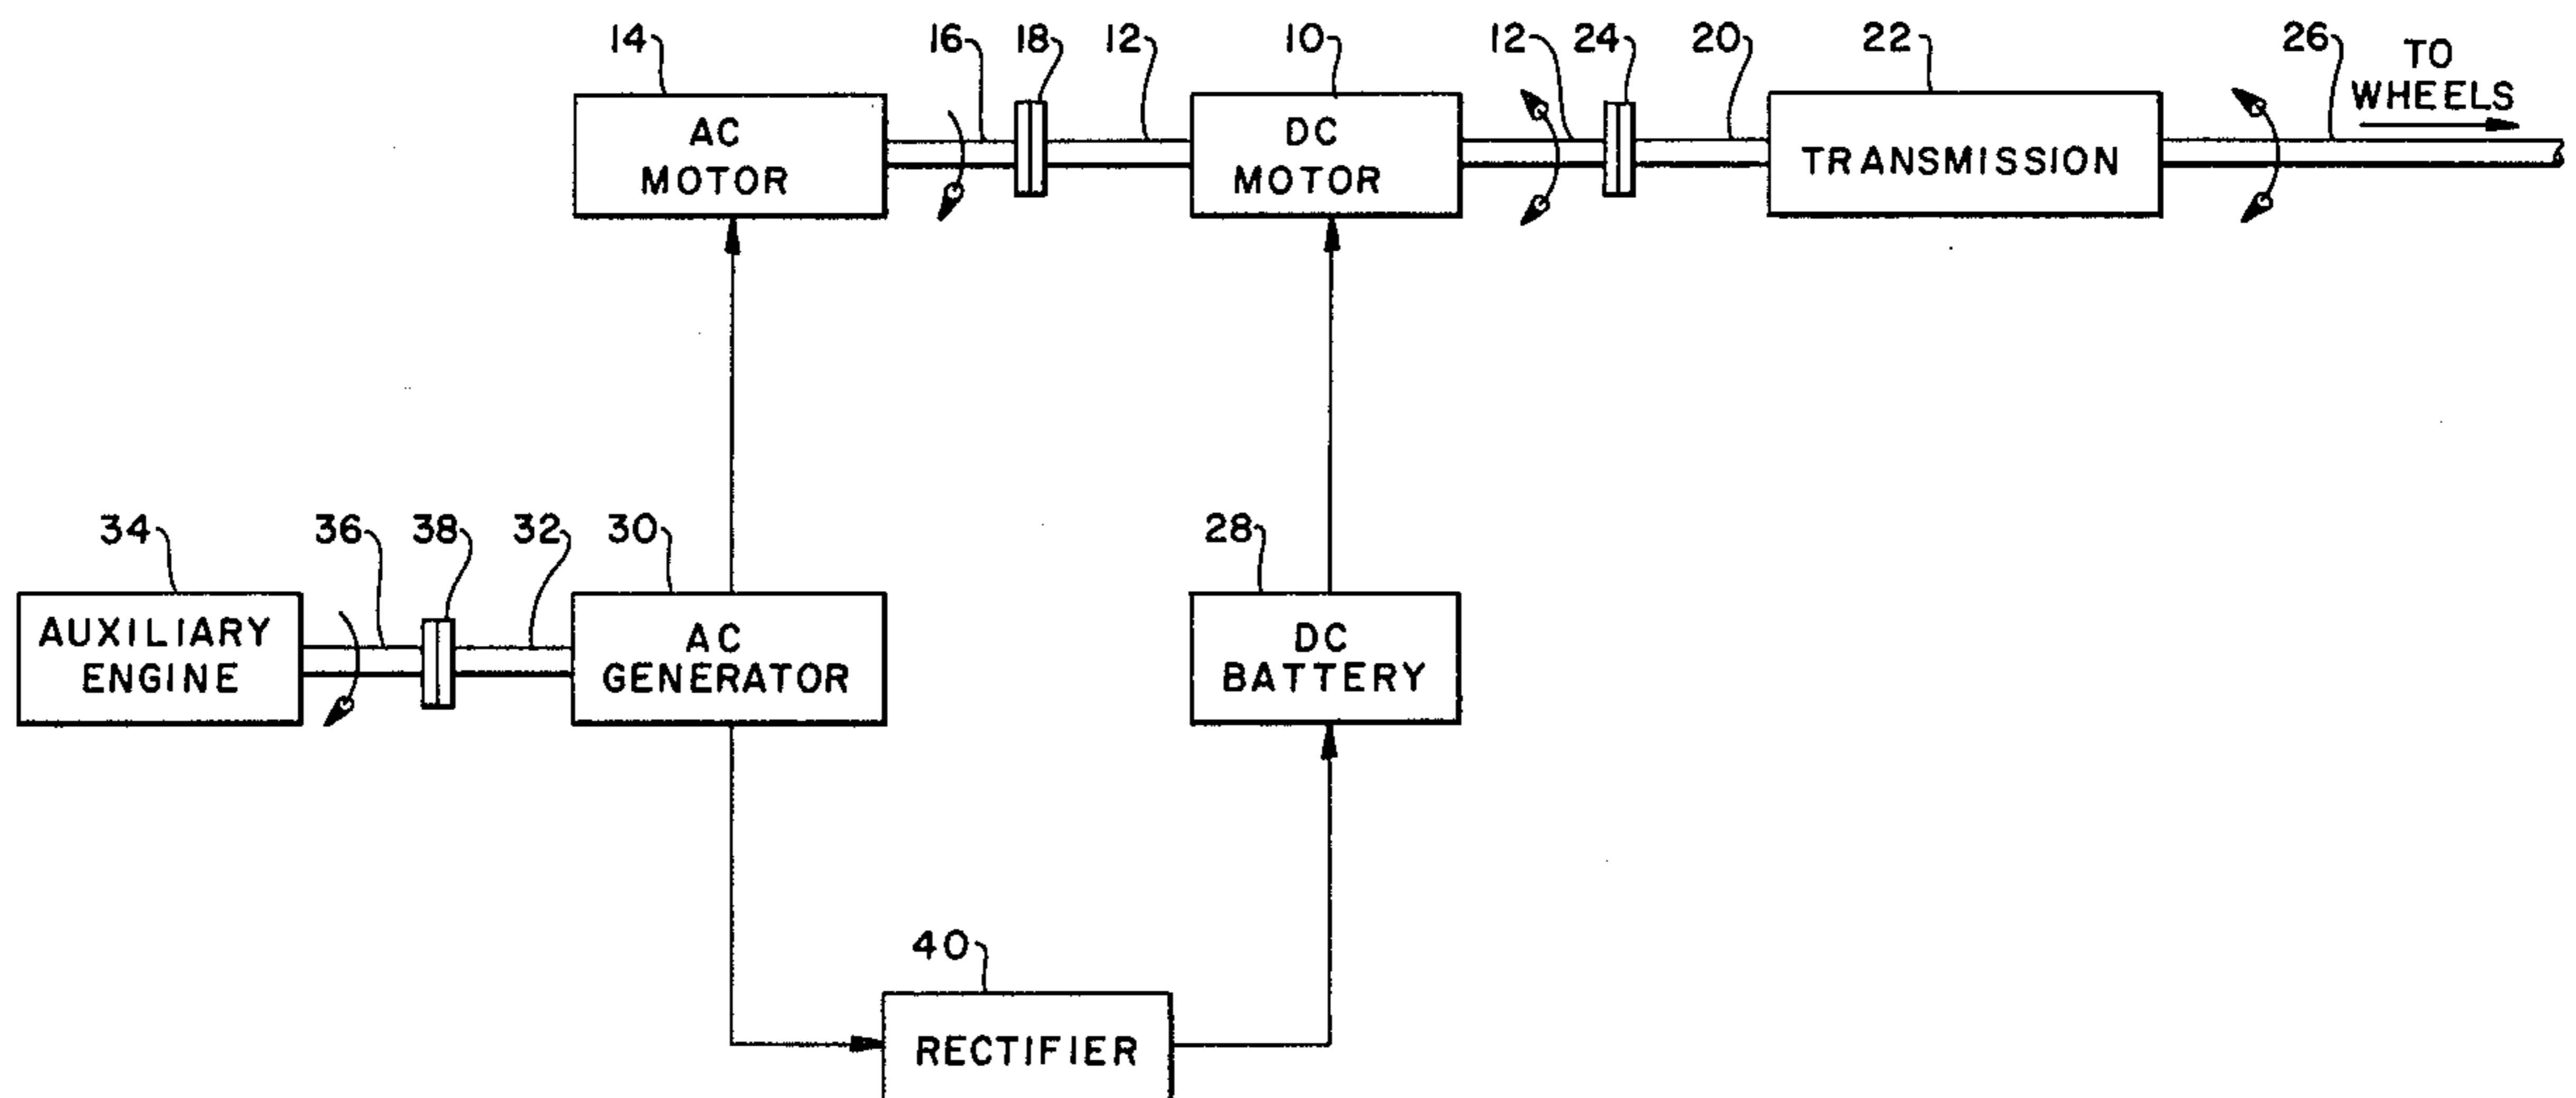 14 16 18 12 10 12 24 20 22 26
TO
WHEELS
AC
MOTOR
DC
MOTOR
TRANSMISSION
34 36 38 32 30 28
AUXILIARY
ENGINE
AC
GENERATOR
DC
BATTERY
40
RECTIFIER